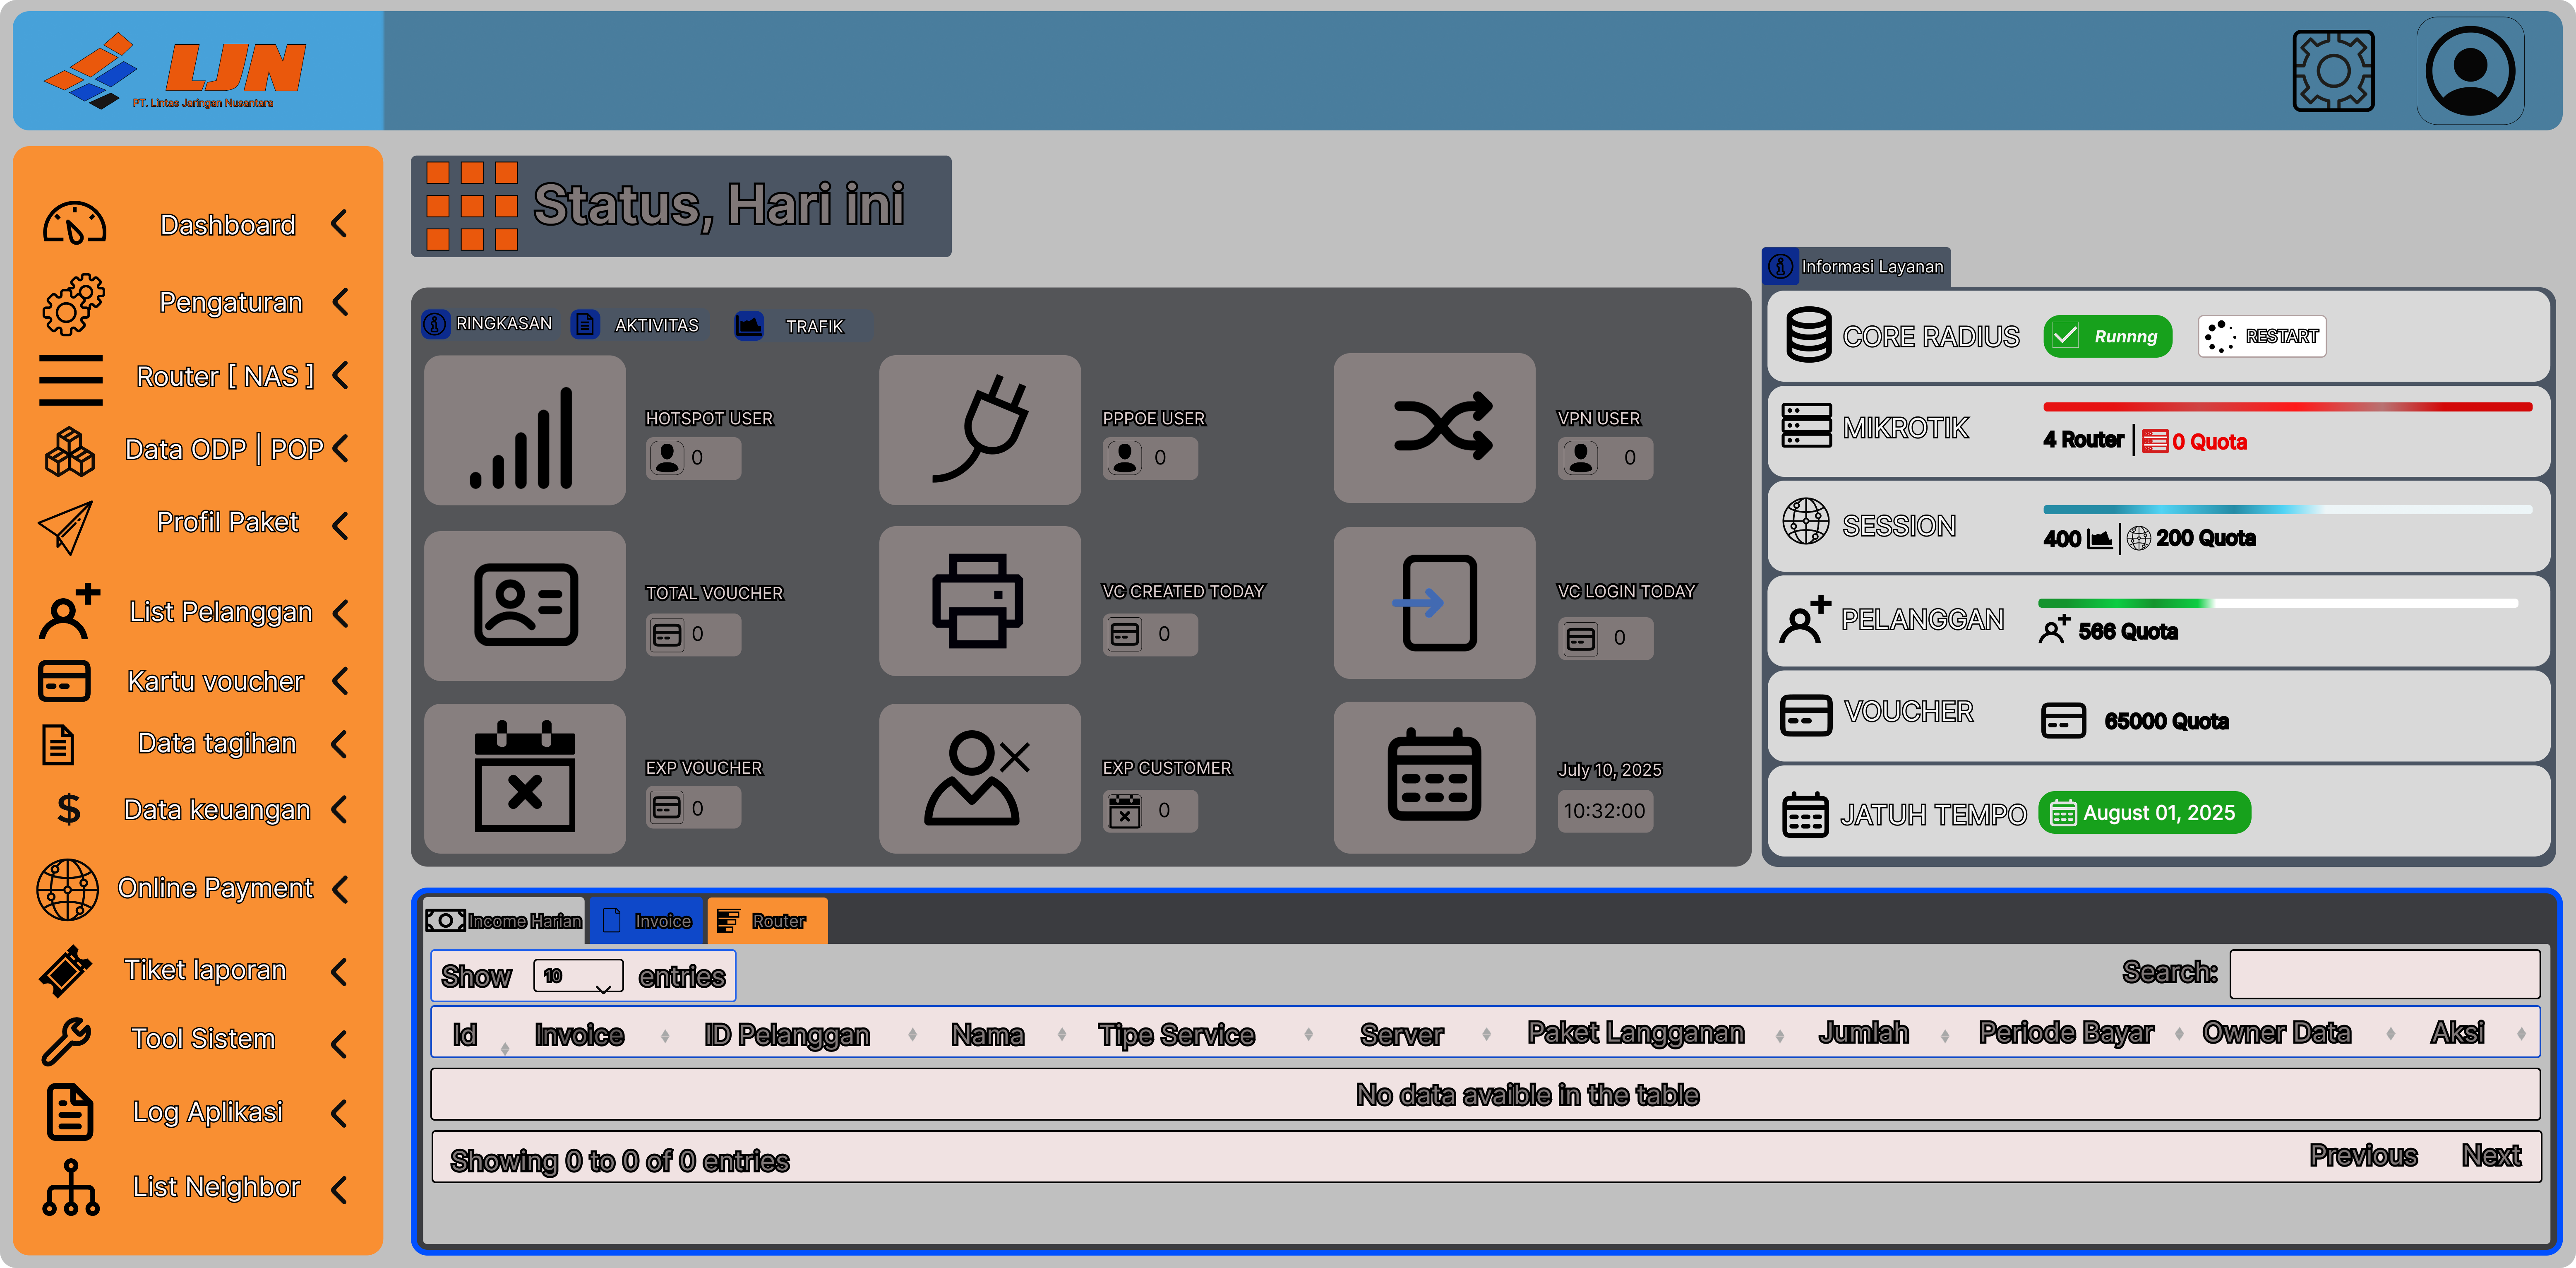 LJN
PT. Lintas Jaringan Nusantara
Dashboard
Pengaturan
Router [ NAS ]
Data ODP | POP
Profil Paket
List Pelanggan
Kartu voucher
Data tagihan
Data keuangan
Online Payment
Tiket laporan
Tool Sistem
Log Aplikasi
List Neighbor
Status, Hari ini
RINGKASAN AKTIVITAS TRAFIK
HOTSPOT USER
0
PPPOE USER
0
VPN USER
0
TOTAL VOUCHER
0
VC CREATED TODAY
0
VC LOGIN TODAY
0
EXP VOUCHER
0
EXP CUSTOMER
0
July 10, 2025
10:32:00
Informasi Layanan
CORE RADIUS Runnng RESTART
MIKROTIK
4 Router | 0 Quota
SESSION
400 | 200 Quota
PELANGGAN
566 Quota
VOUCHER 65000 Quota
JATUH TEMPO August 01, 2025
Income Harian Invoice Router
Show 10 entries Search:
Id Invoice ID Pelanggan Nama Tipe Service Server Paket Langganan Jumlah Periode Bayar Owner Data Aksi
No data avaible in the table
Showing 0 to 0 of 0 entries Previous Next